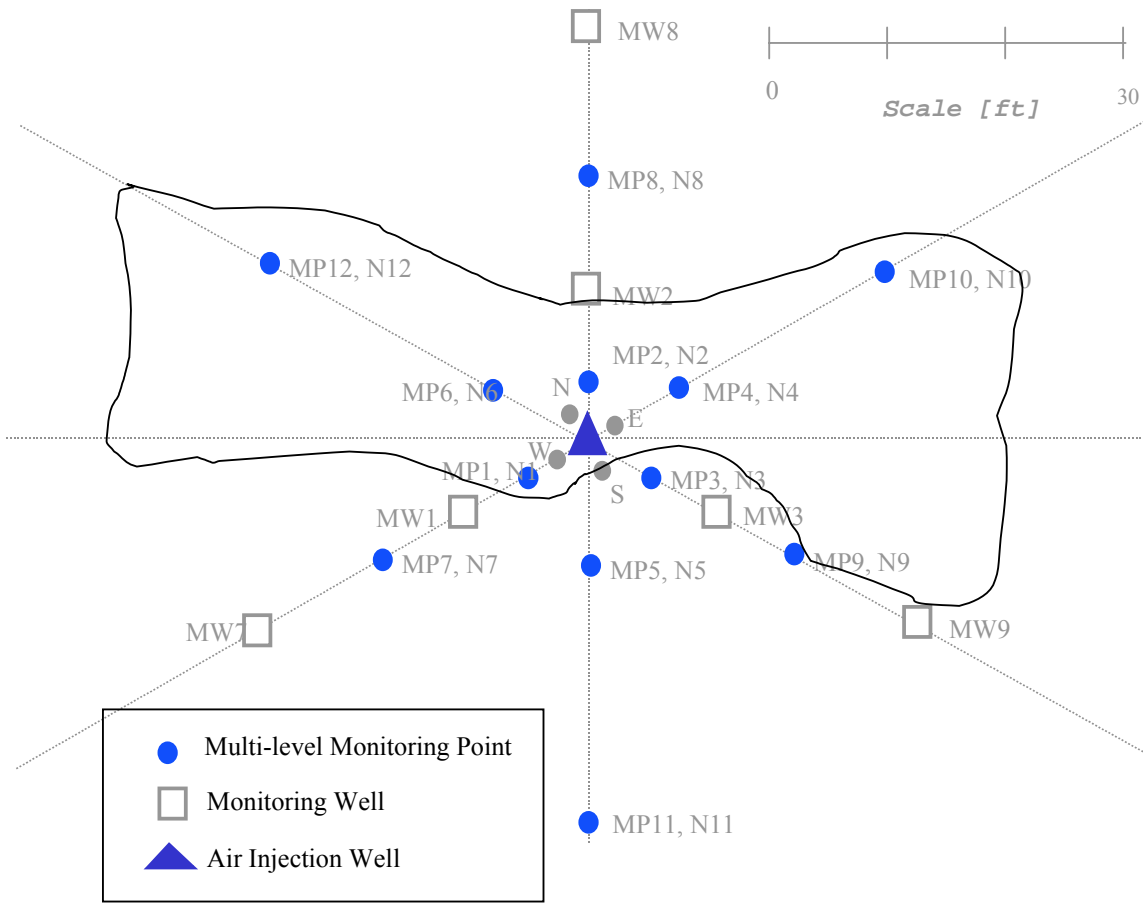 MW8
0
30
Scale [ft]
MP8, N8
MP12, N12
MP10, N10
MW2
MP2, N2
MP6, N6
N
MP4, N4
E
W
MP1, N1
MP3, N3
S
MW1
MW3
MP7, N7
MP5, N5
MP9, N9
MW7
MW9
Multi-level Monitoring Point
Monitoring Well
MP11, N11
Air Injection Well